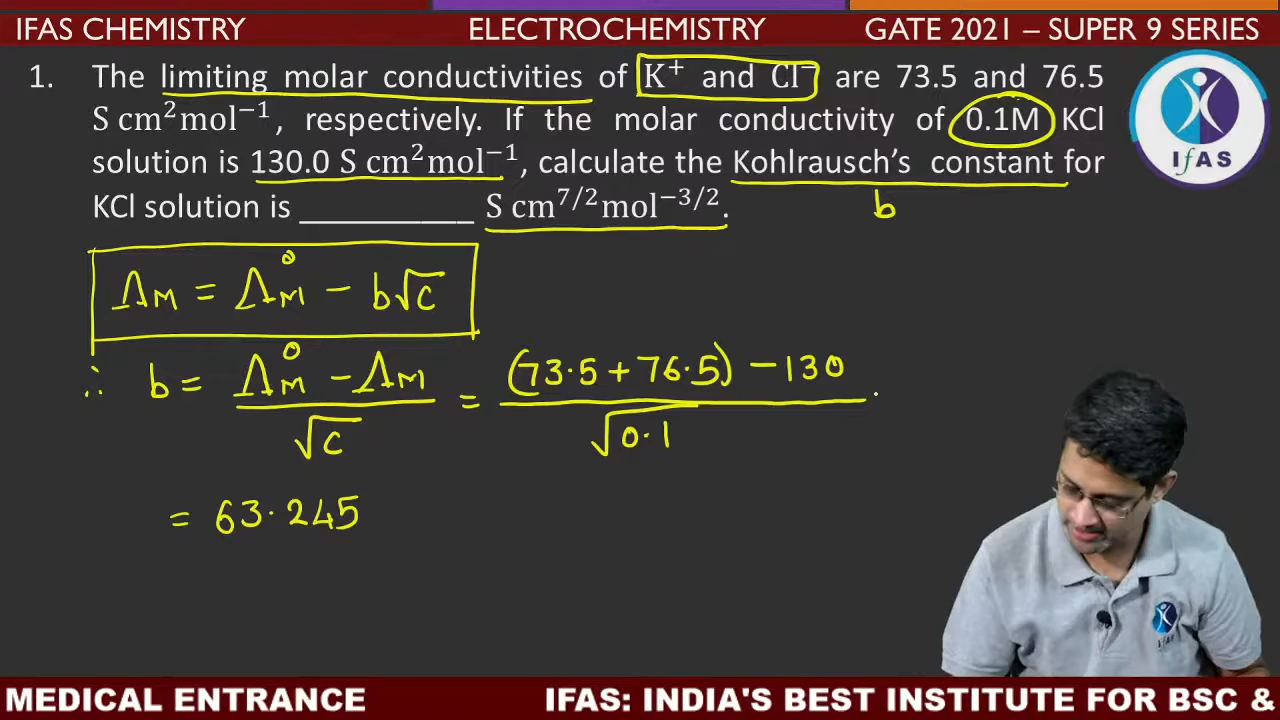 IFAS CHEMISTRY ELECTROCHEMISTRY GATE 2021 – SUPER 9 SERIES
1. The limiting molar conductivities of K⁺ and Cl⁻ are 73.5 and 76.5
S cm²mol⁻¹, respectively. If the molar conductivity of 0.1M KCl
solution is 130.0 S cm²mol⁻¹, calculate the Kohlrausch's constant for
KCl solution is __________ S cm^7/2 mol^−3/2.
IfAS
b
Λm = Λm⁰ − b√c
∴ b = (Λm⁰ − Λm)/√c = ((73.5 + 76.5) − 130)/√0.1
= 63.245
MEDICAL ENTRANCE IFAS: INDIA'S BEST INSTITUTE FOR BSC &